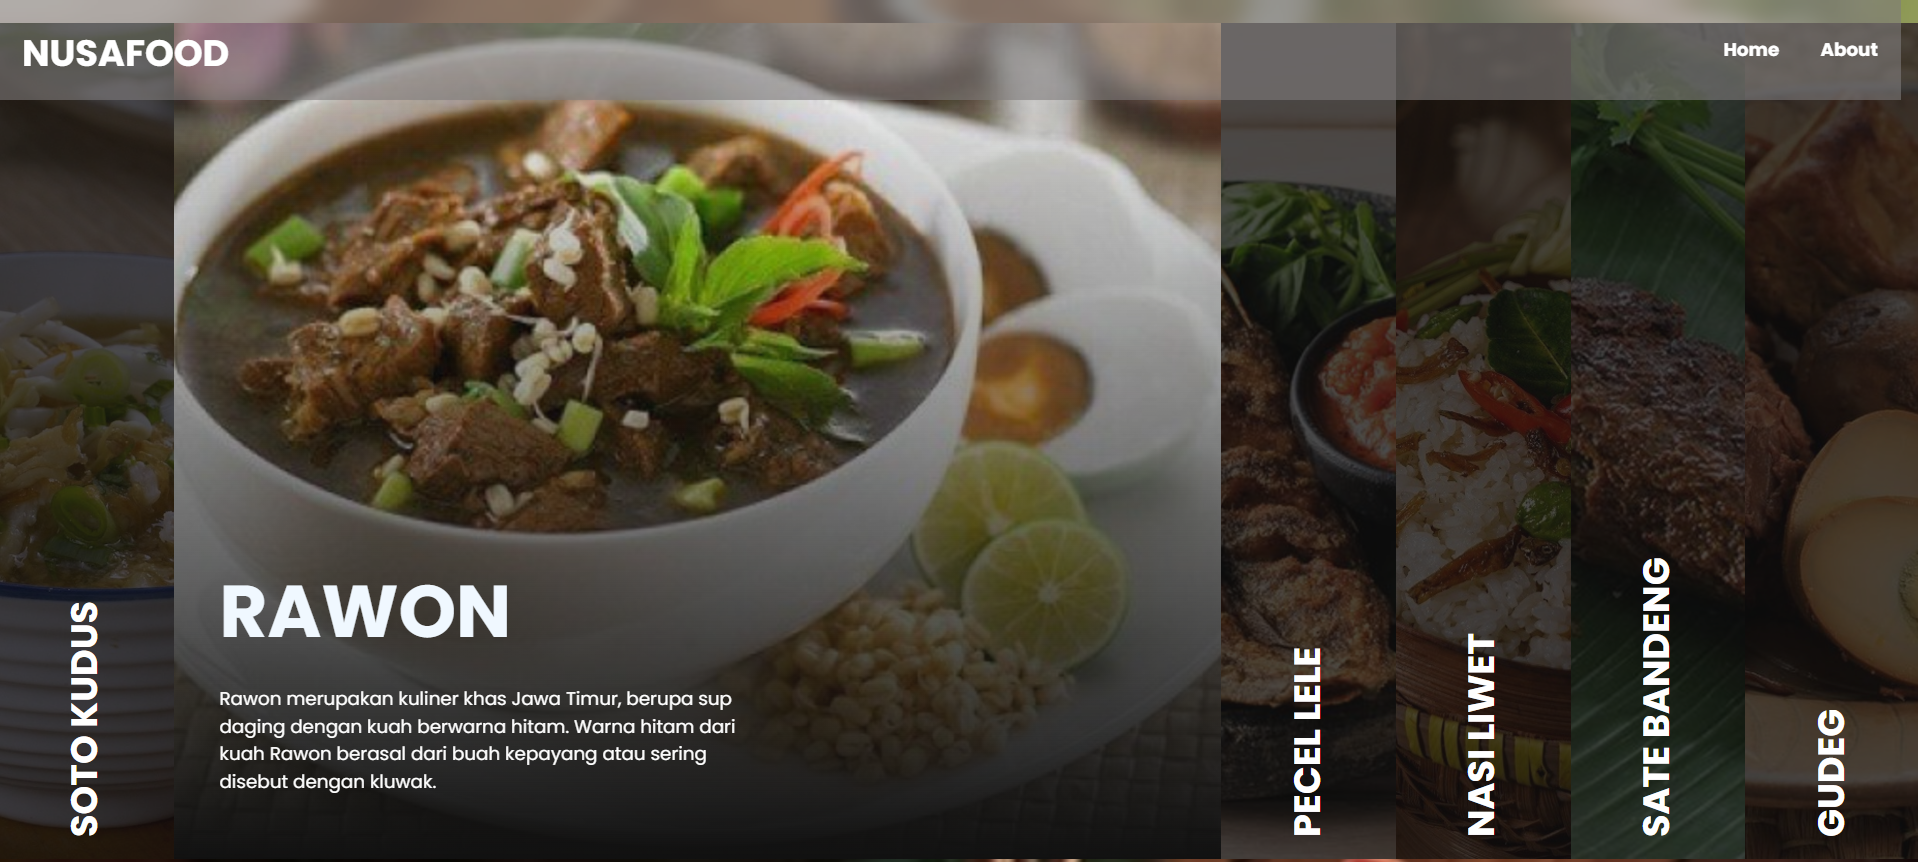 NUSAFOOD
Home
About
SOTO KUDUS
RAWON
Rawon merupakan kuliner khas Jawa Timur, berupa sup
daging dengan kuah berwarna hitam. Warna hitam dari
kuah Rawon berasal dari buah kepayang atau sering
disebut dengan kluwak.
PECEL LELE
NASI LIWET
SATE BANDENG
GUDEG